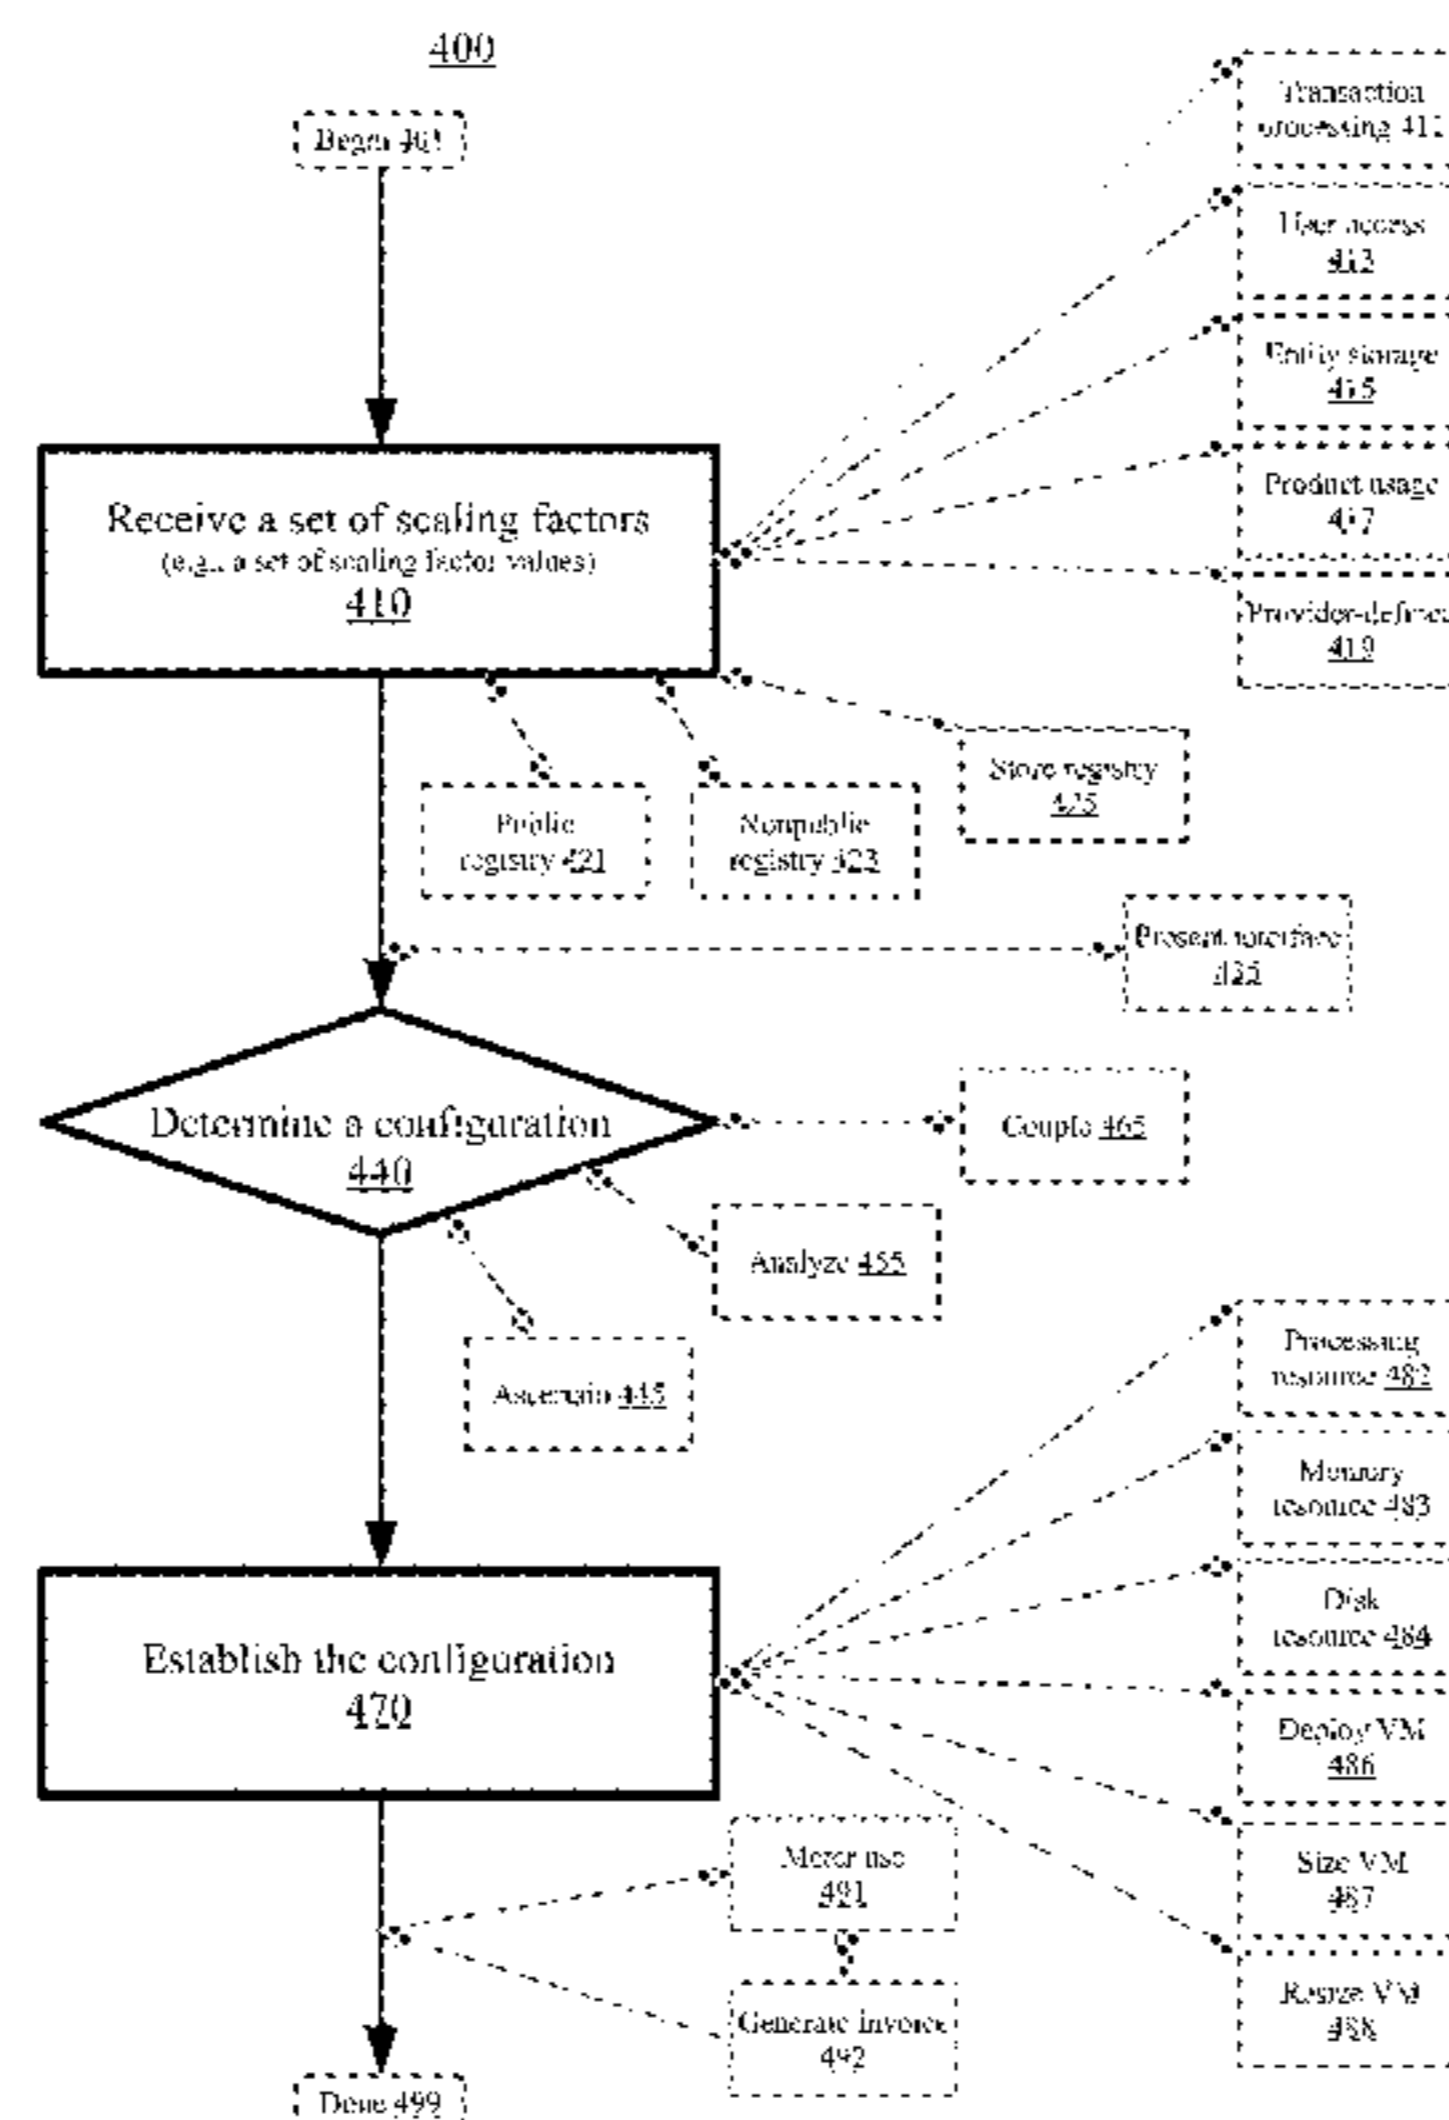 400
Begin 401
Transaction
processing 411
User access
413
Entity storage
415
Product usage
417
Provider-defined
419
Receive a set of scaling factors
(e.g., a set of scaling factor values)
410
Store registry
425
Public
registry 421
Nonpublic
registry 423
Present interface
435
Determine a configuration
440
Couple 465
Analyze 455
Ascertain 445
Processing
resource 482
Memory
resource 483
Disk
resource 484
Establish the configuration
470
Deploy VM
486
Size VM
487
Resize VM
488
Meter use
491
Generate invoice
492
Done 499